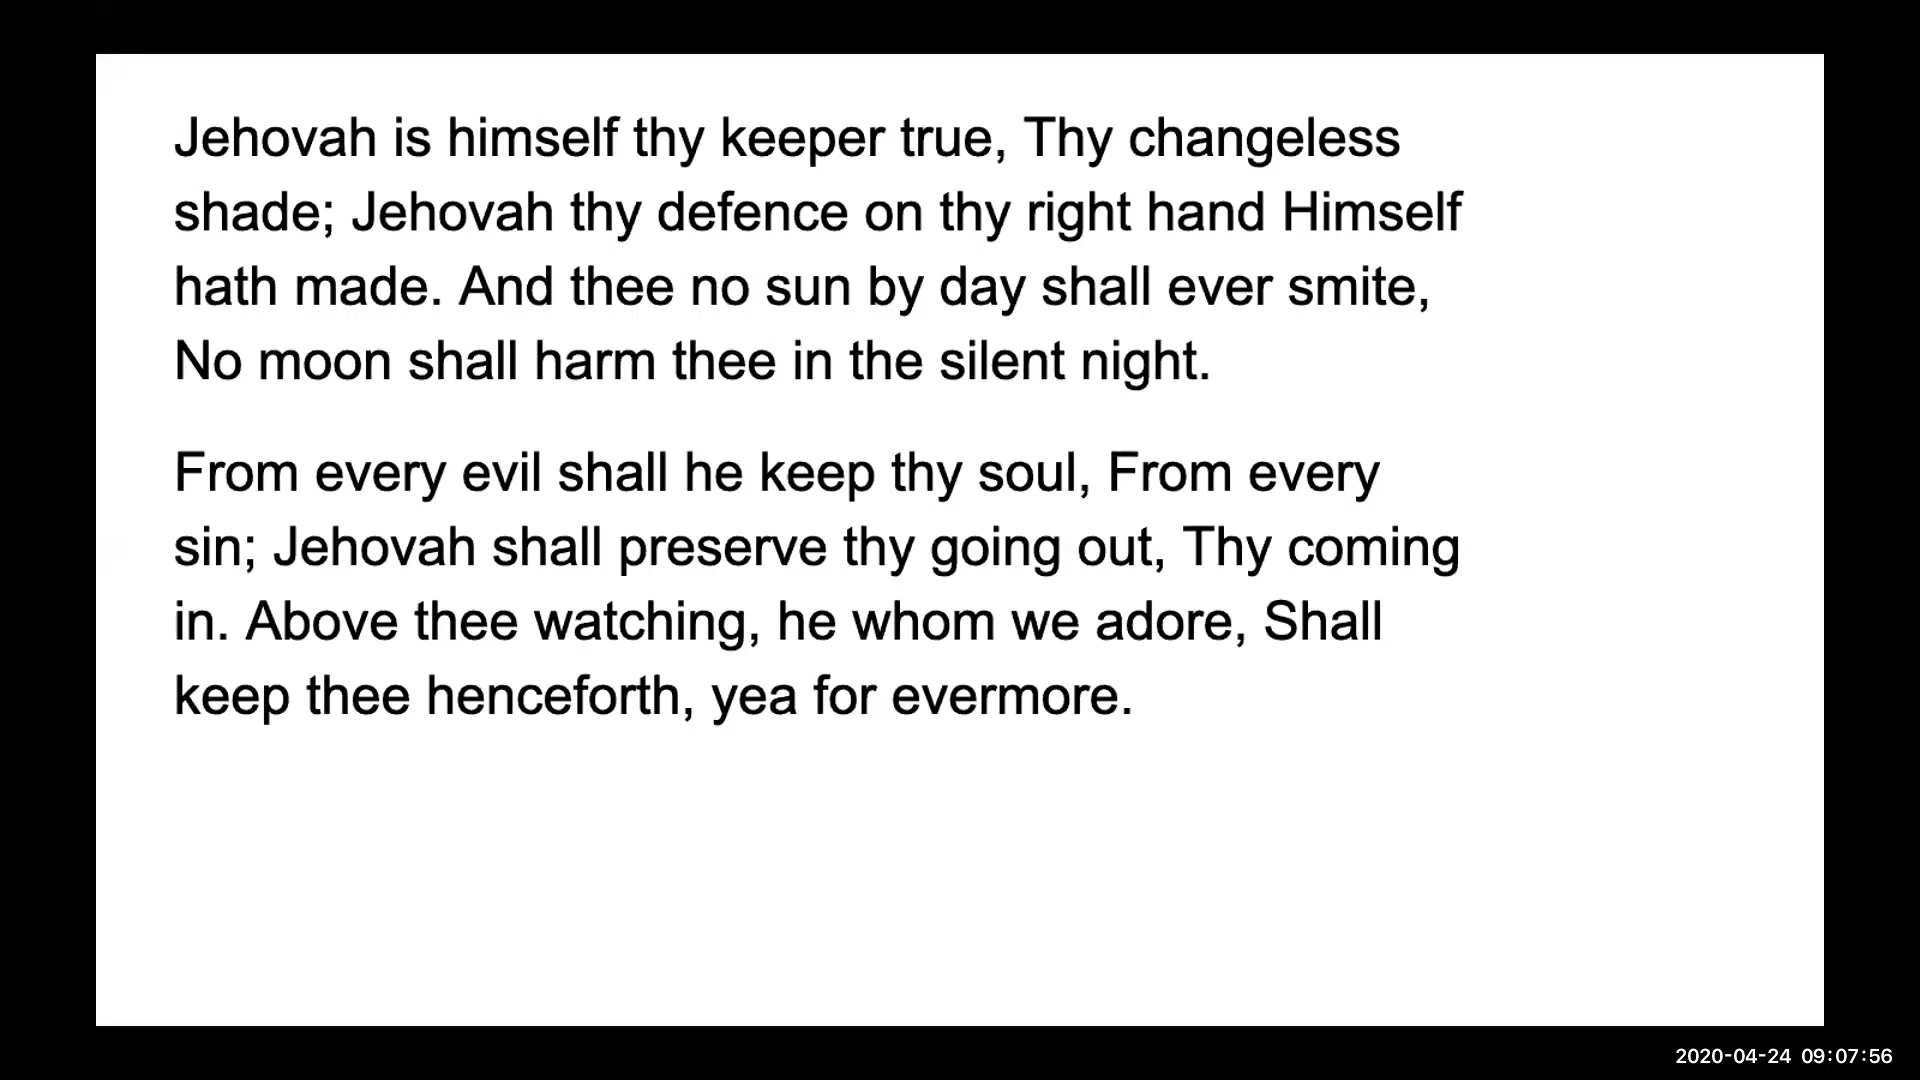 Jehovah is himself thy keeper true, Thy changeless
shade; Jehovah thy defence on thy right hand Himself
hath made. And thee no sun by day shall ever smite,
No moon shall harm thee in the silent night.
From every evil shall he keep thy soul, From every
sin; Jehovah shall preserve thy going out, Thy coming
in. Above thee watching, he whom we adore, Shall
keep thee henceforth, yea for evermore.
2020-04-24 09:07:56